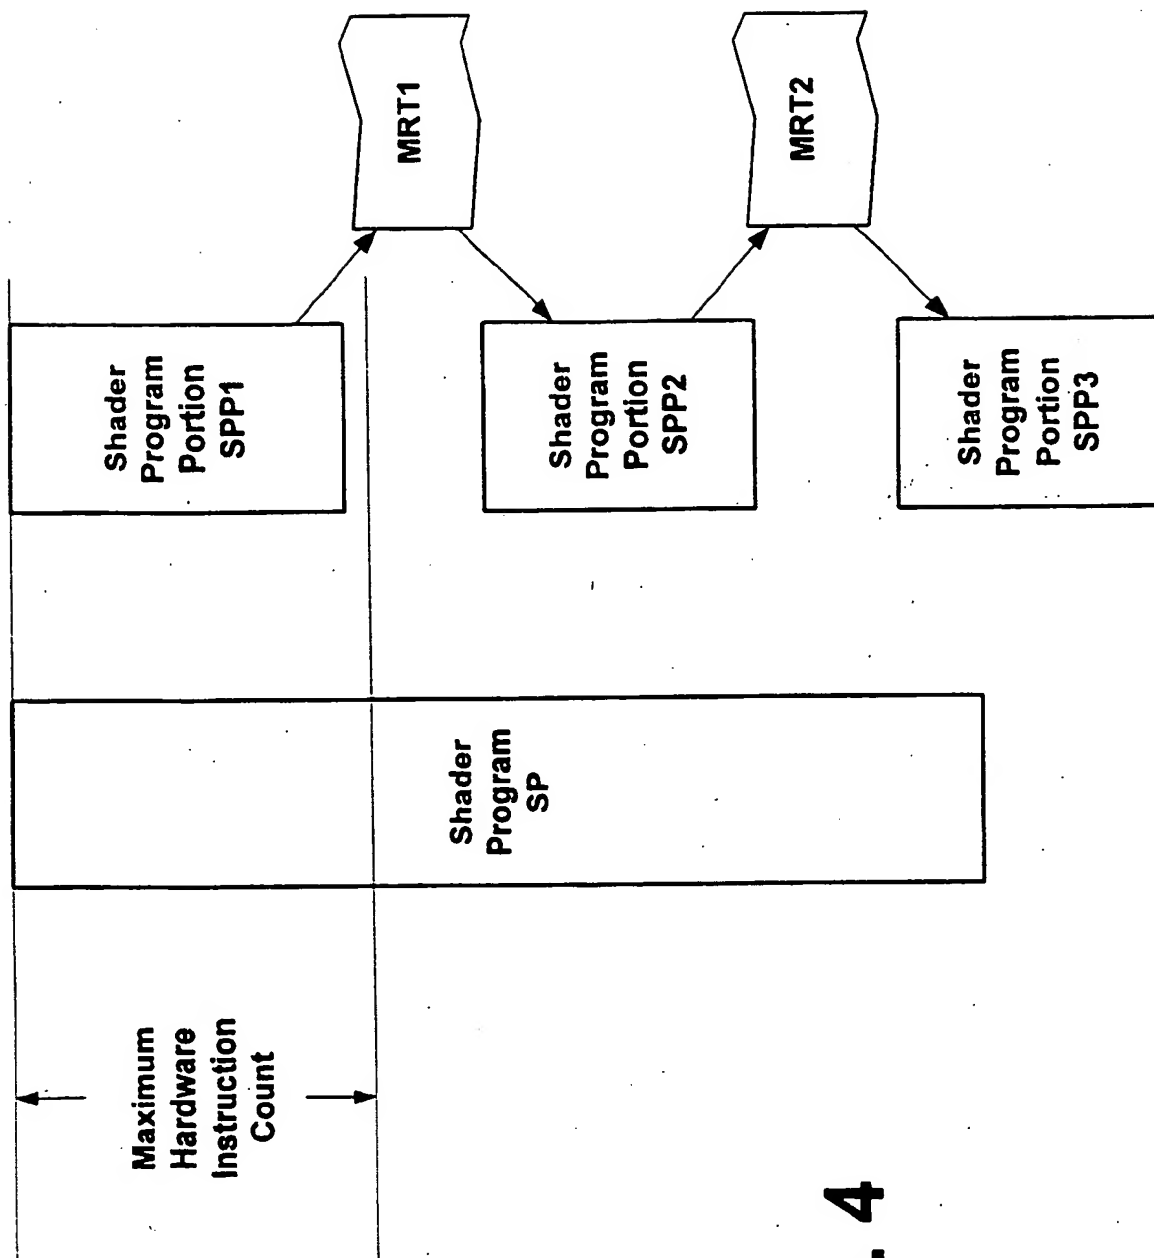 Maximum
Hardware
Instruction
Count
Shader
Program
SP
Shader
Program
Portion
SPP1
MRT1
Shader
Program
Portion
SPP2
MRT2
Shader
Program
Portion
SPP3
. 4